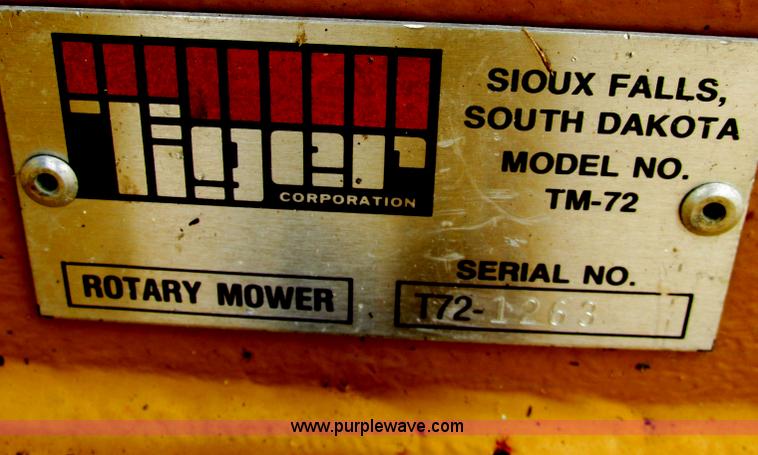 Tiger
CORPORATION
SIOUX FALLS,
SOUTH DAKOTA
MODEL NO.
TM-72
ROTARY MOWER
SERIAL NO.
T72-1263
www.purplewave.com